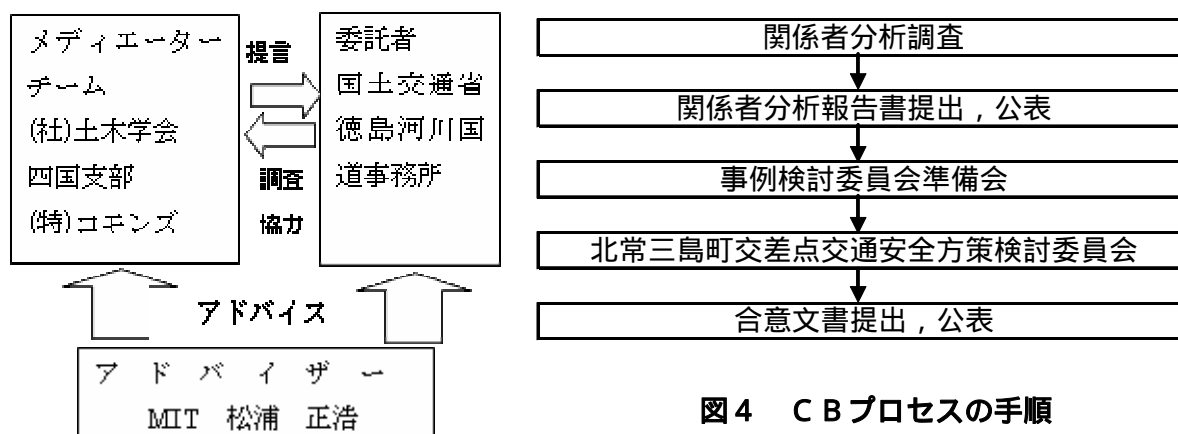 メディエーター
チーム
(社)土木学会
四国支部
(特)コモンズ
提言
調査
協力
委託者
国土交通省
徳島河川国
道事務所
アドバイス
アドバイザー
MIT 松浦 正浩
関係者分析調査
関係者分析報告書提出，公表
事例検討委員会準備会
北常三島町交差点交通安全方策検討委員会
合意文書提出，公表
図４ ＣＢプロセスの手順